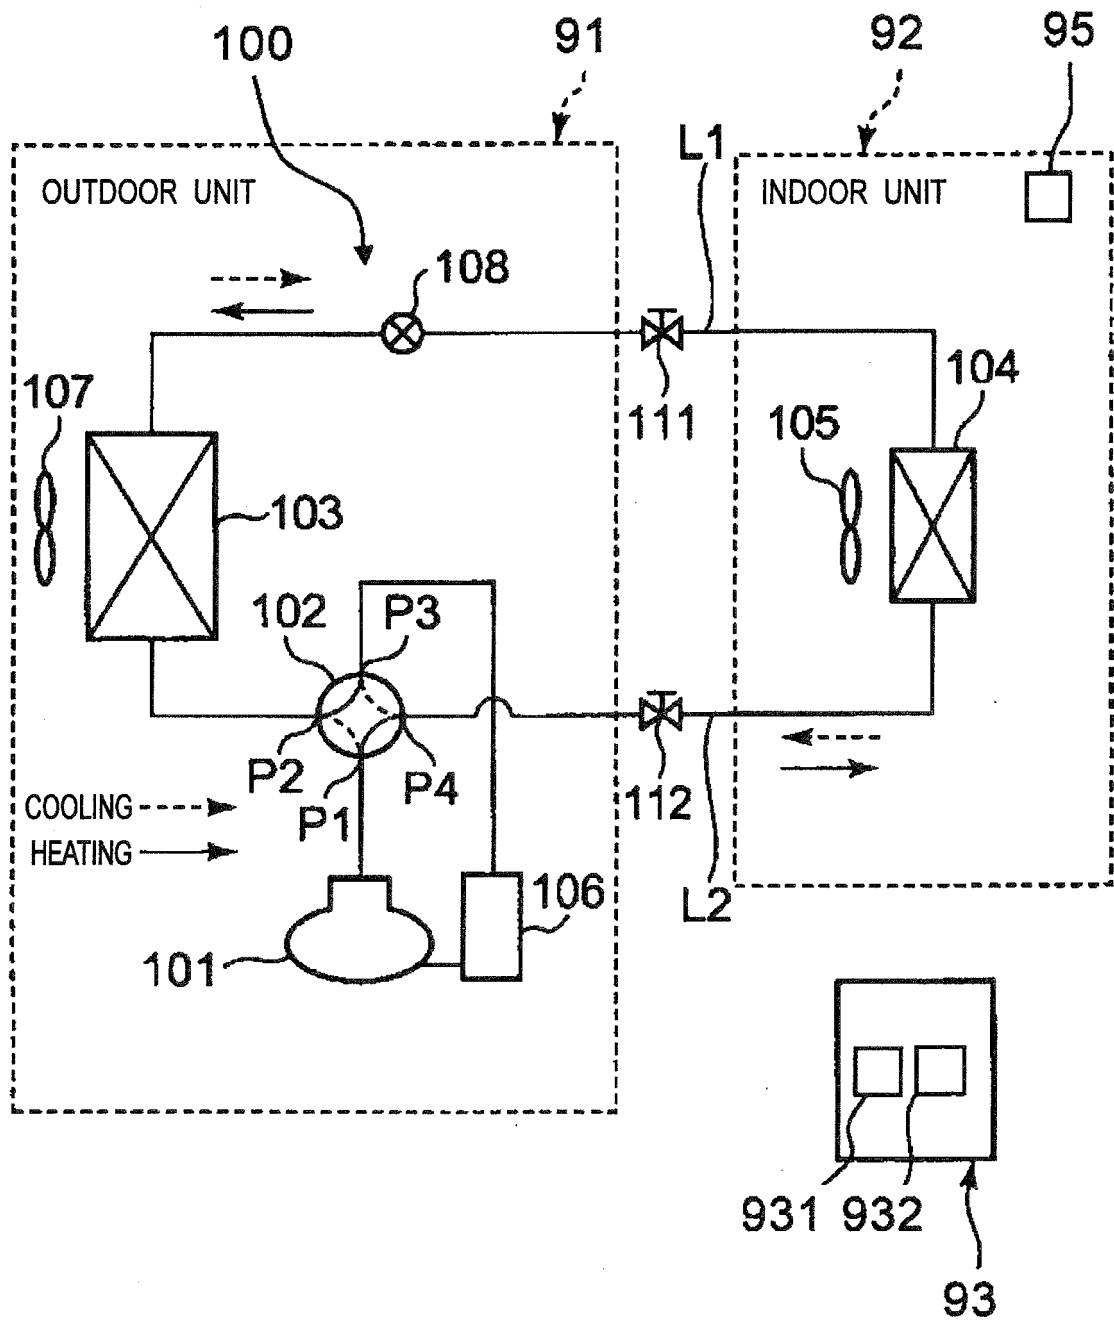 100
91
92
95
L1
OUTDOOR UNIT
INDOOR UNIT
108
107
111
104
105
103
102
P3
P2
P4
P1
112
COOLING
HEATING
L2
106
101
931
932
93